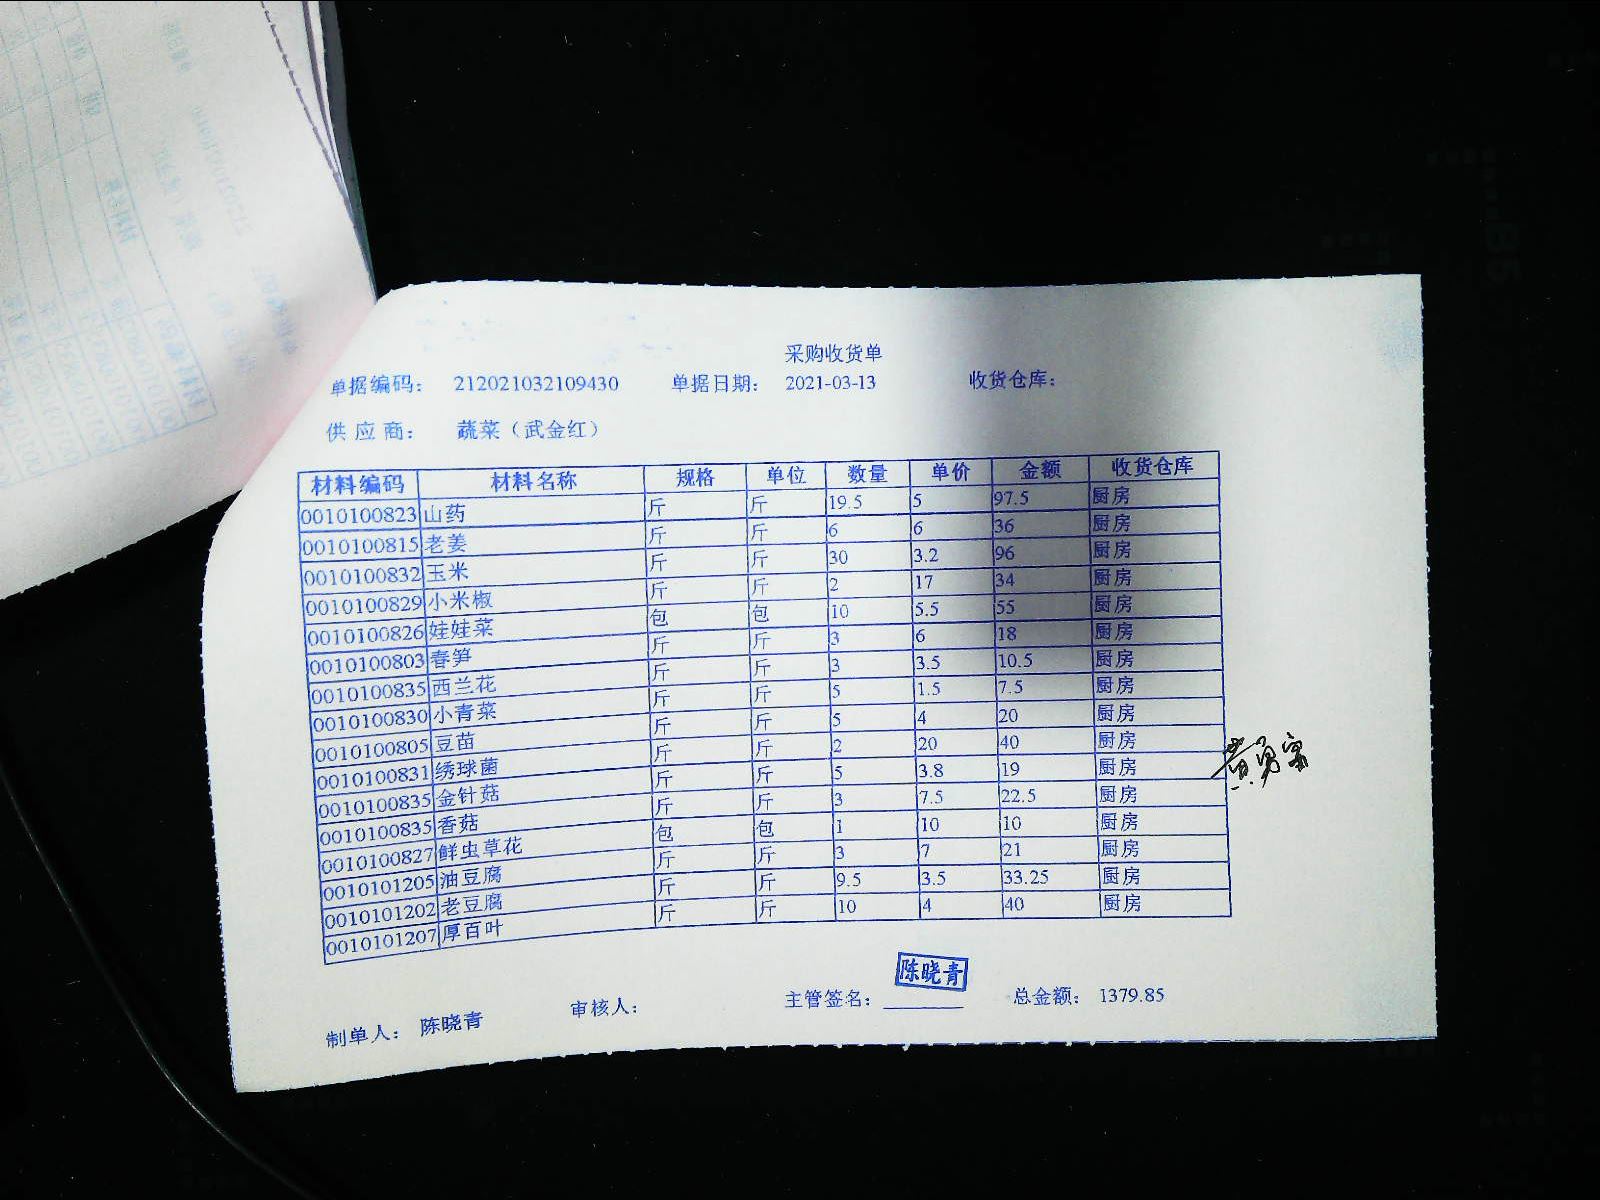 采购收货单
单据编码： 212021032109430 单据日期： 2021-03-13 收货仓库：
供应商： 蔬菜（武金红）
材料编码 材料名称 规格 单位 数量 单价 金额 收货仓库
0010100823 山药 斤 斤 19.5 5 97.5 厨房
0010100815 老姜 斤 斤 6 6 36 厨房
0010100832 玉米 斤 斤 30 3.2 96 厨房
0010100829 小米椒 斤 斤 2 17 34 厨房
0010100826 娃娃菜 包 包 10 5.5 55 厨房
0010100803 春笋 斤 斤 3 6 18 厨房
0010100835 西兰花 斤 斤 3 3.5 10.5 厨房
0010100830 小青菜 斤 斤 5 1.5 7.5 厨房
0010100805 豆苗 斤 斤 5 4 20 厨房
0010100831 绣球菌 斤 斤 2 20 40 厨房
0010100835 金针菇 斤 斤 5 3.8 19 厨房
0010100835 香菇 斤 斤 3 7.5 22.5 厨房
0010100827 鲜虫草花 包 包 1 10 10 厨房
0010101205 油豆腐 斤 斤 3 7 21 厨房
0010101202 老豆腐 斤 斤 9.5 3.5 33.25 厨房
0010101207 厚百叶 斤 斤 10 4 40 厨房
陈晓青
制单人： 陈晓青 审核人： 主管签名： 总金额： 1379.85